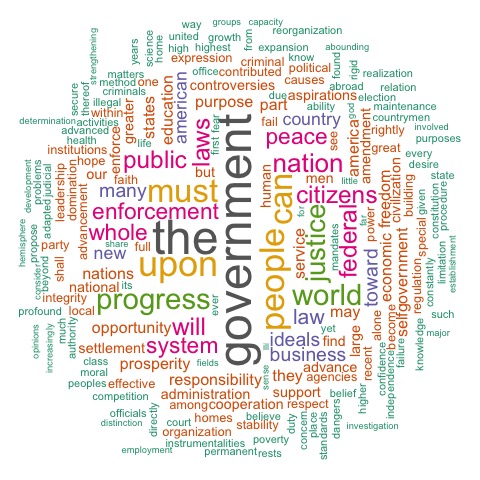 government
the
people
can
upon
must
progress
world
justice
nation
citizens
federal
peace
public
laws
enforcement
whole
will
system
law
ideals
business
country
american
many
new
toward
states
education
purpose
part
aspirations
controversies
contributed
causes
political
criminal
expression
office
high
highest
united
growth
way
groups
from
capacity
reorganization
expansion
know
found
abounding
rigid
abroad
realization
relation
ability
due
election
maintenance
countrymen
god
fail
see
america
amendment
rightly
involved
purposes
great
every
desire
men
human
first
fear
but
service
little
mandates
for
far
power
economic
freedom
civilization
building
state
constitution
procedure
given
special
limitation
establishment
selfgovernment
regulation
constantly
such
major
knowledge
failure
become
independence
confidence
alone
recent
large
may
yet
find
advance
agencies
they
support
belief
higher
dangers
respect
duty
place
standards
concern
investigation
believe
stability
poverty
rests
permanent
cooperation
among
homes
court
administration
responsibility
instrumentalities
organization
directly
officials
distinction
employment
competition
effective
prosperity
fields
sense
settlement
opportunity
class
moral
peoples
authority
much
increasingly
opinions
profound
local
integrity
national
its
ever
full
share
nations
shall
party
beyond
consider
propose
hemisphere
development
problems
adapted
judicial
leadership
domination
advancement
hope
faith
our
institutions
health
life
one
within
enforce
greater
advanced
activities
determination
illegal
criminals
method
matters
thereof
secure
strengthening
years
science
home